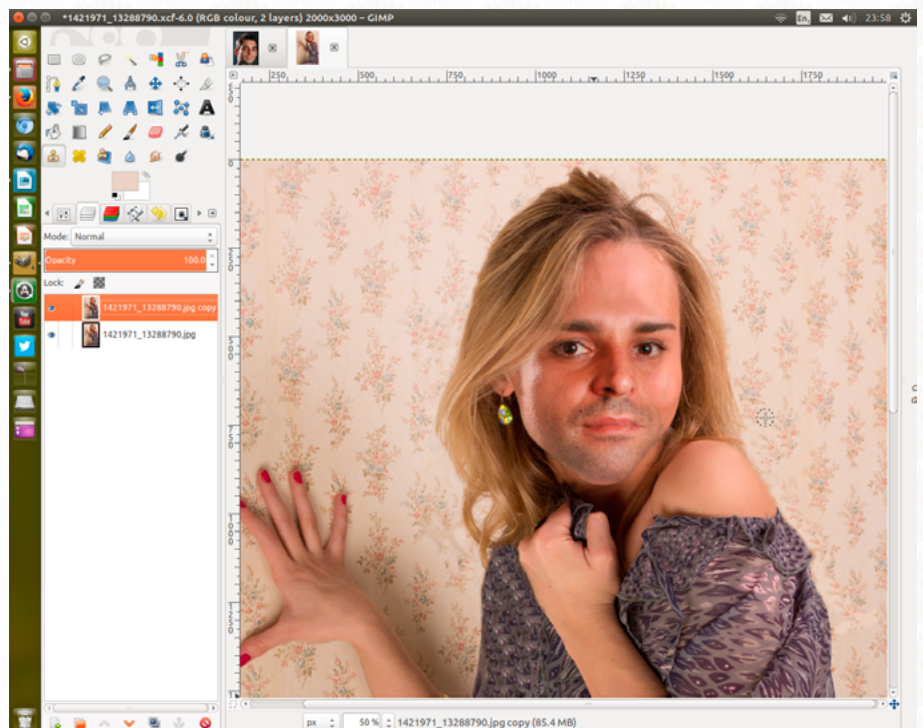 *1421971_13288790.xcf-6.0 (RGB colour, 2 layers) 2000x3000 – GIMP
En
23:58
250
500
750
1000
1250
1500
1750
Mode: Normal
Opacity 100.0
Lock:
1421971_13288790.jpg copy
1421971_13288790.jpg
px 50 % 1421971_13288790.jpg copy (85.4 MB)